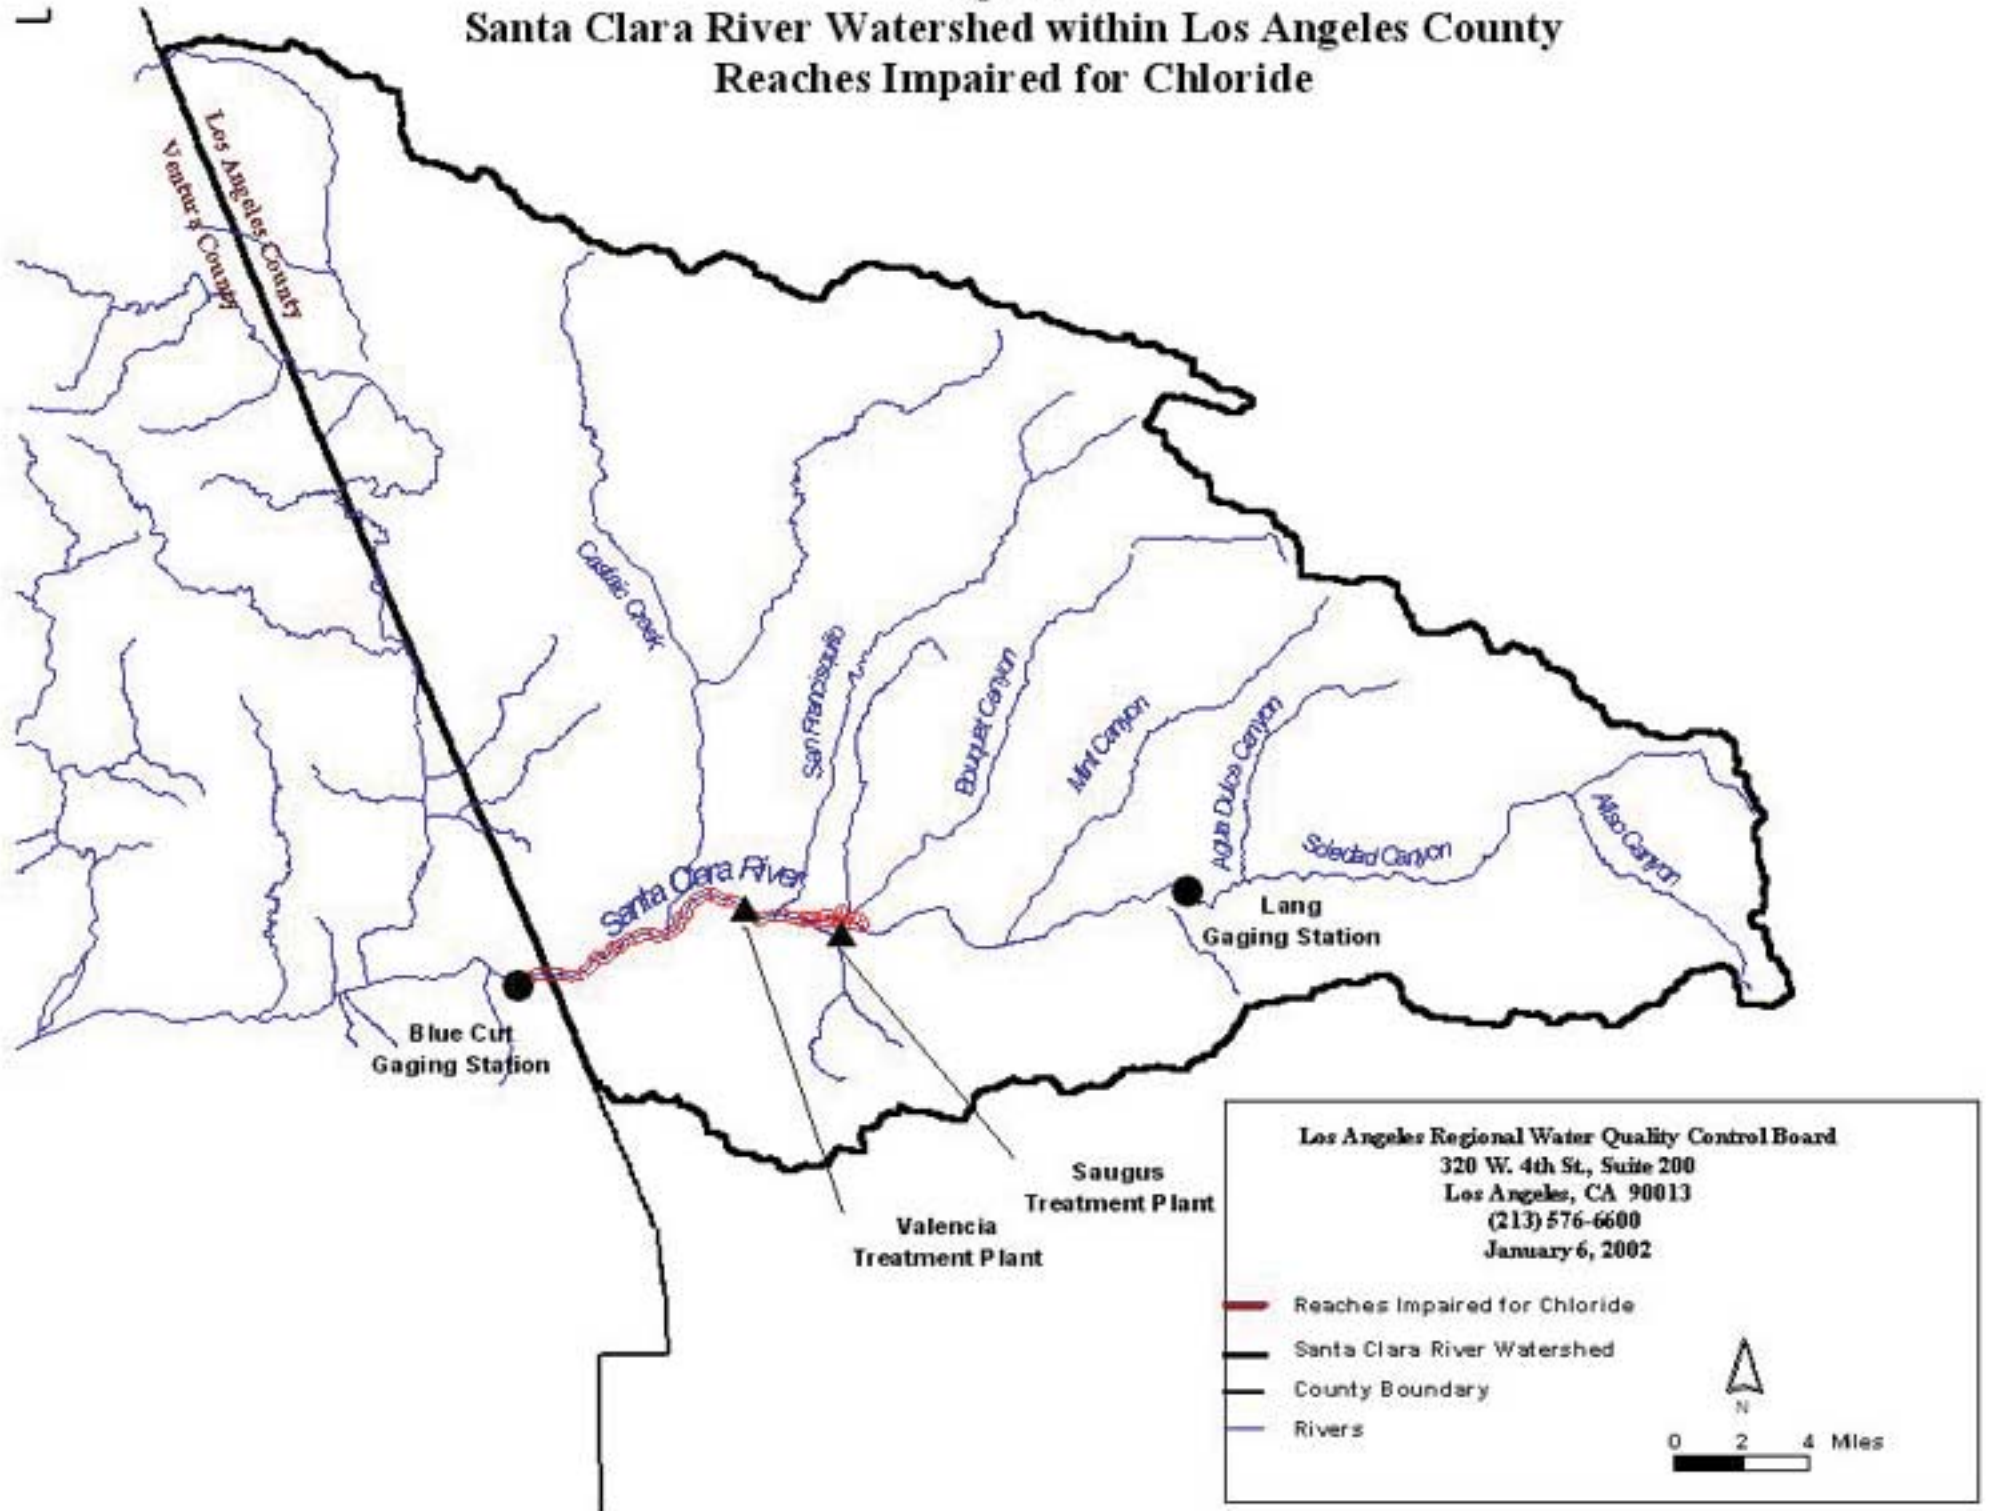 Santa Clara River Watershed within Los Angeles County
Reaches Impaired for Chloride
Los Angeles County
Ventura County
Castaic Creek
San Francisquito
Bouquet Canyon
Mint Canyon
Agua Dulce Canyon
Soledad Canyon
Aliso Canyon
Santa Clara River
Lang
Gaging Station
Blue Cut
Gaging Station
Saugus
Treatment Plant
Valencia
Treatment Plant
Los Angeles Regional Water Quality Control Board
320 W. 4th St., Suite 200
Los Angeles, CA 90013
(213) 576-6600
January 6, 2002
Reaches Impaired for Chloride
Santa Clara River Watershed
County Boundary
Rivers
N
0 2 4 Miles